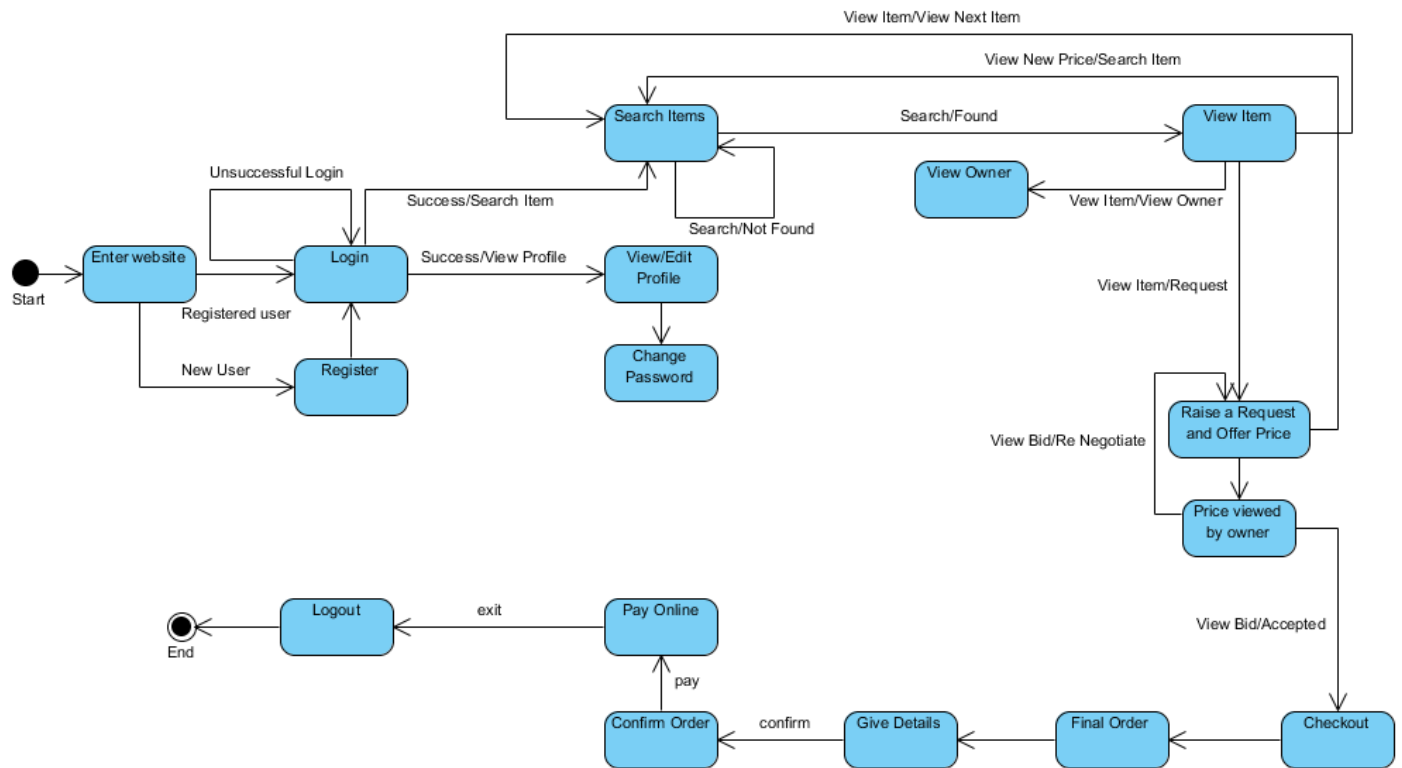 View Item/View Next Item
View New Price/Search Item
Search Items
Search/Found
View Item
Unsuccessful Login
View Owner
Success/Search Item
Vew Item/View Owner
Search/Not Found
Enter website
Login
Success/View Profile
View/Edit
Profile
Start
Registered user
View Item/Request
New User
Register
Change
Password
Raise a Request
and Offer Price
View Bid/Re Negotiate
Price viewed
by owner
Logout
exit
Pay Online
View Bid/Accepted
End
pay
Confirm Order
confirm
Give Details
Final Order
Checkout